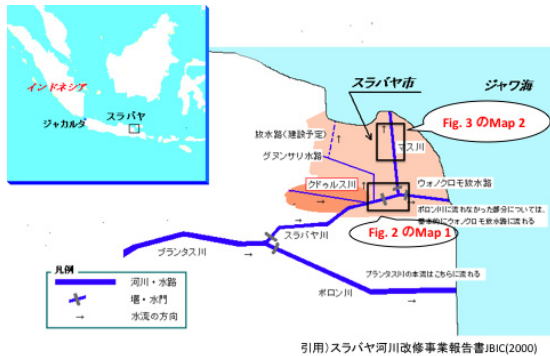 インドネシア
ジャカルタ
スラバヤ
スラバヤ市
ジャワ海
放水路(建設予定)
グヌンサリ水路
マス川
Fig. 3 のMap 2
クドゥルス川
ウォノクロモ放水路
ポロン川に流れなかった部分については、
基本的にウォノクロモ放水路に流れる
スラバヤ川
Fig. 2 のMap 1
ブランタス川
ブランタス川の本流はこちらに流れる
ポロン川
凡例
河川・水路
堰・水門
水流の方向
引用)スラバヤ河川改修事業報告書JBIC(2000)